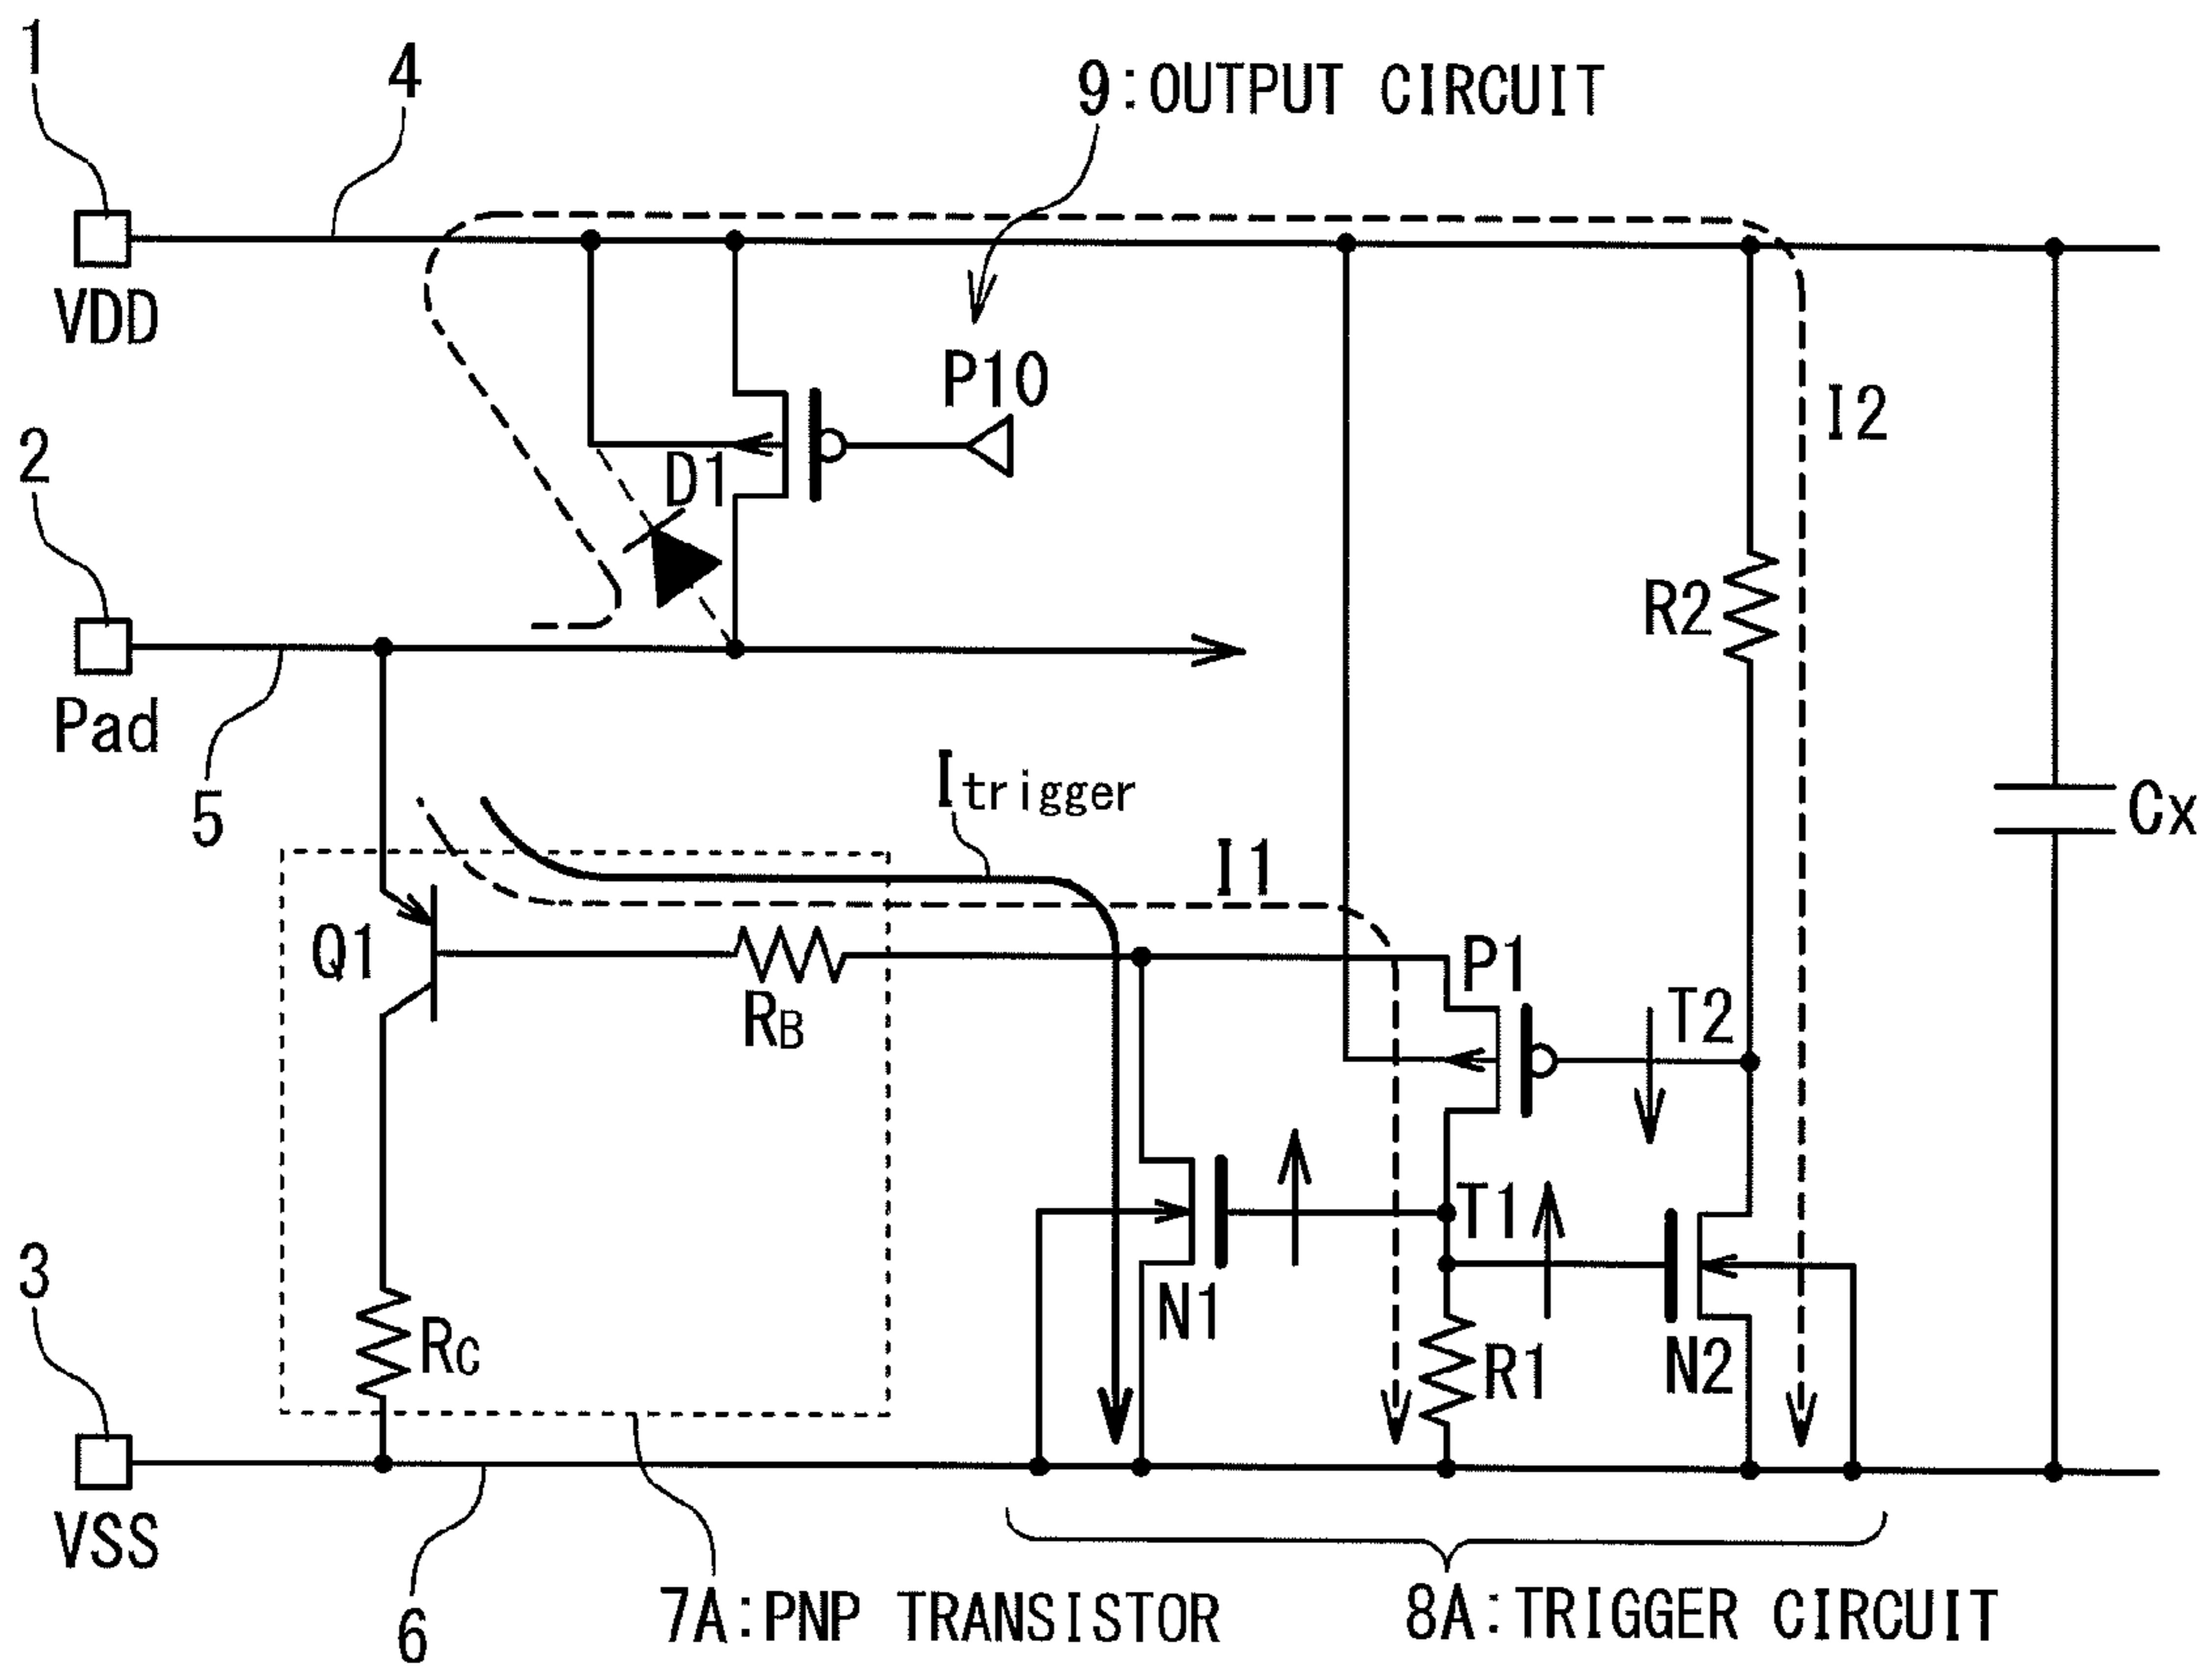 1
4
9:OUTPUT CIRCUIT
VDD
P10
I2
2
D1
R2
Pad
5
Itrigger
Cx
I1
Q1
RB
P1
T2
T1
3
N1
RC
R1
N2
VSS
6
7A:PNP TRANSISTOR
8A:TRIGGER CIRCUIT